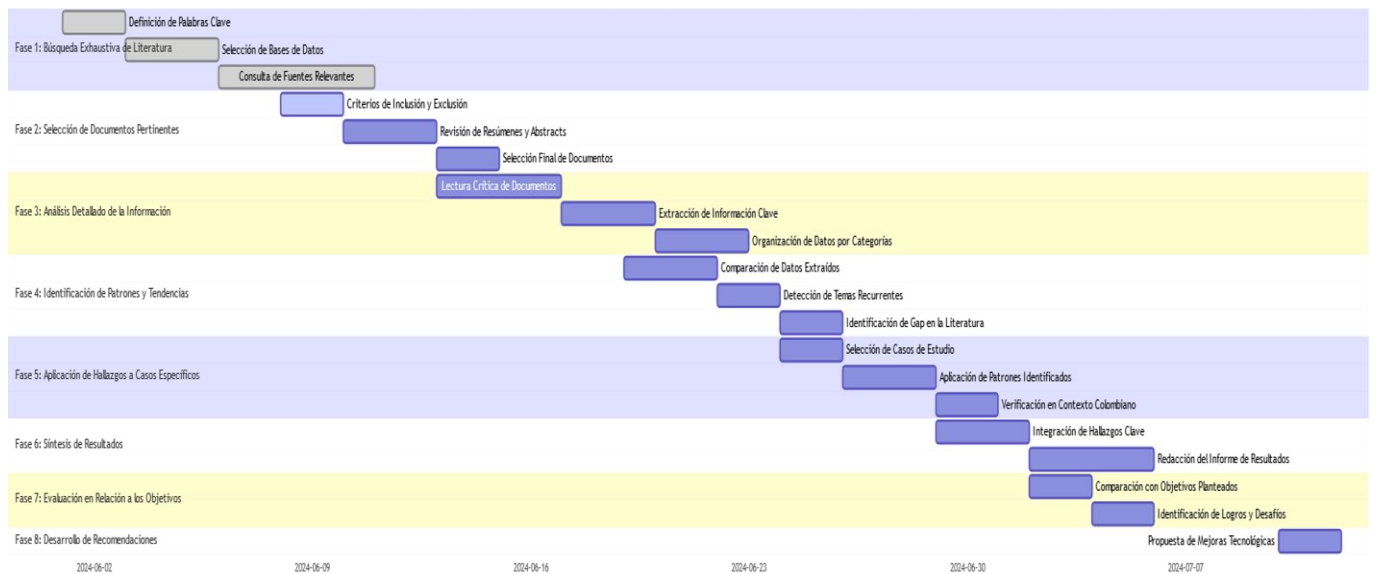 Definición de Palabras Clave
Fase 1: Búsqueda Exhaustiva de Literatura
Selección de Bases de Datos
Consulta de Fuentes Relevantes
Criterios de Inclusión y Exclusión
Fase 2: Selección de Documentos Pertinentes
Revisión de Resúmenes y Abstracts
Selección Final de Documentos
Lectura Crítica de Documentos
Fase 3: Análisis Detallado de la Información
Extracción de Información Clave
Organización de Datos por Categorías
Comparación de Datos Extraídos
Fase 4: Identificación de Patrones y Tendencias
Detección de Temas Recurrentes
Identificación de Gap en la Literatura
Selección de Casos de Estudio
Fase 5: Aplicación de Hallazgos a Casos Específicos
Aplicación de Patrones Identificados
Verificación en Contexto Colombiano
Integración de Hallazgos Clave
Fase 6: Síntesis de Resultados
Redacción del Informe de Resultados
Comparación con Objetivos Planteados
Fase 7: Evaluación en Relación a los Objetivos
Identificación de Logros y Desafíos
Fase 8: Desarrollo de Recomendaciones
Propuesta de Mejoras Tecnológicas
2024-06-02
2024-06-09
2024-06-16
2024-06-23
2024-06-30
2024-07-07